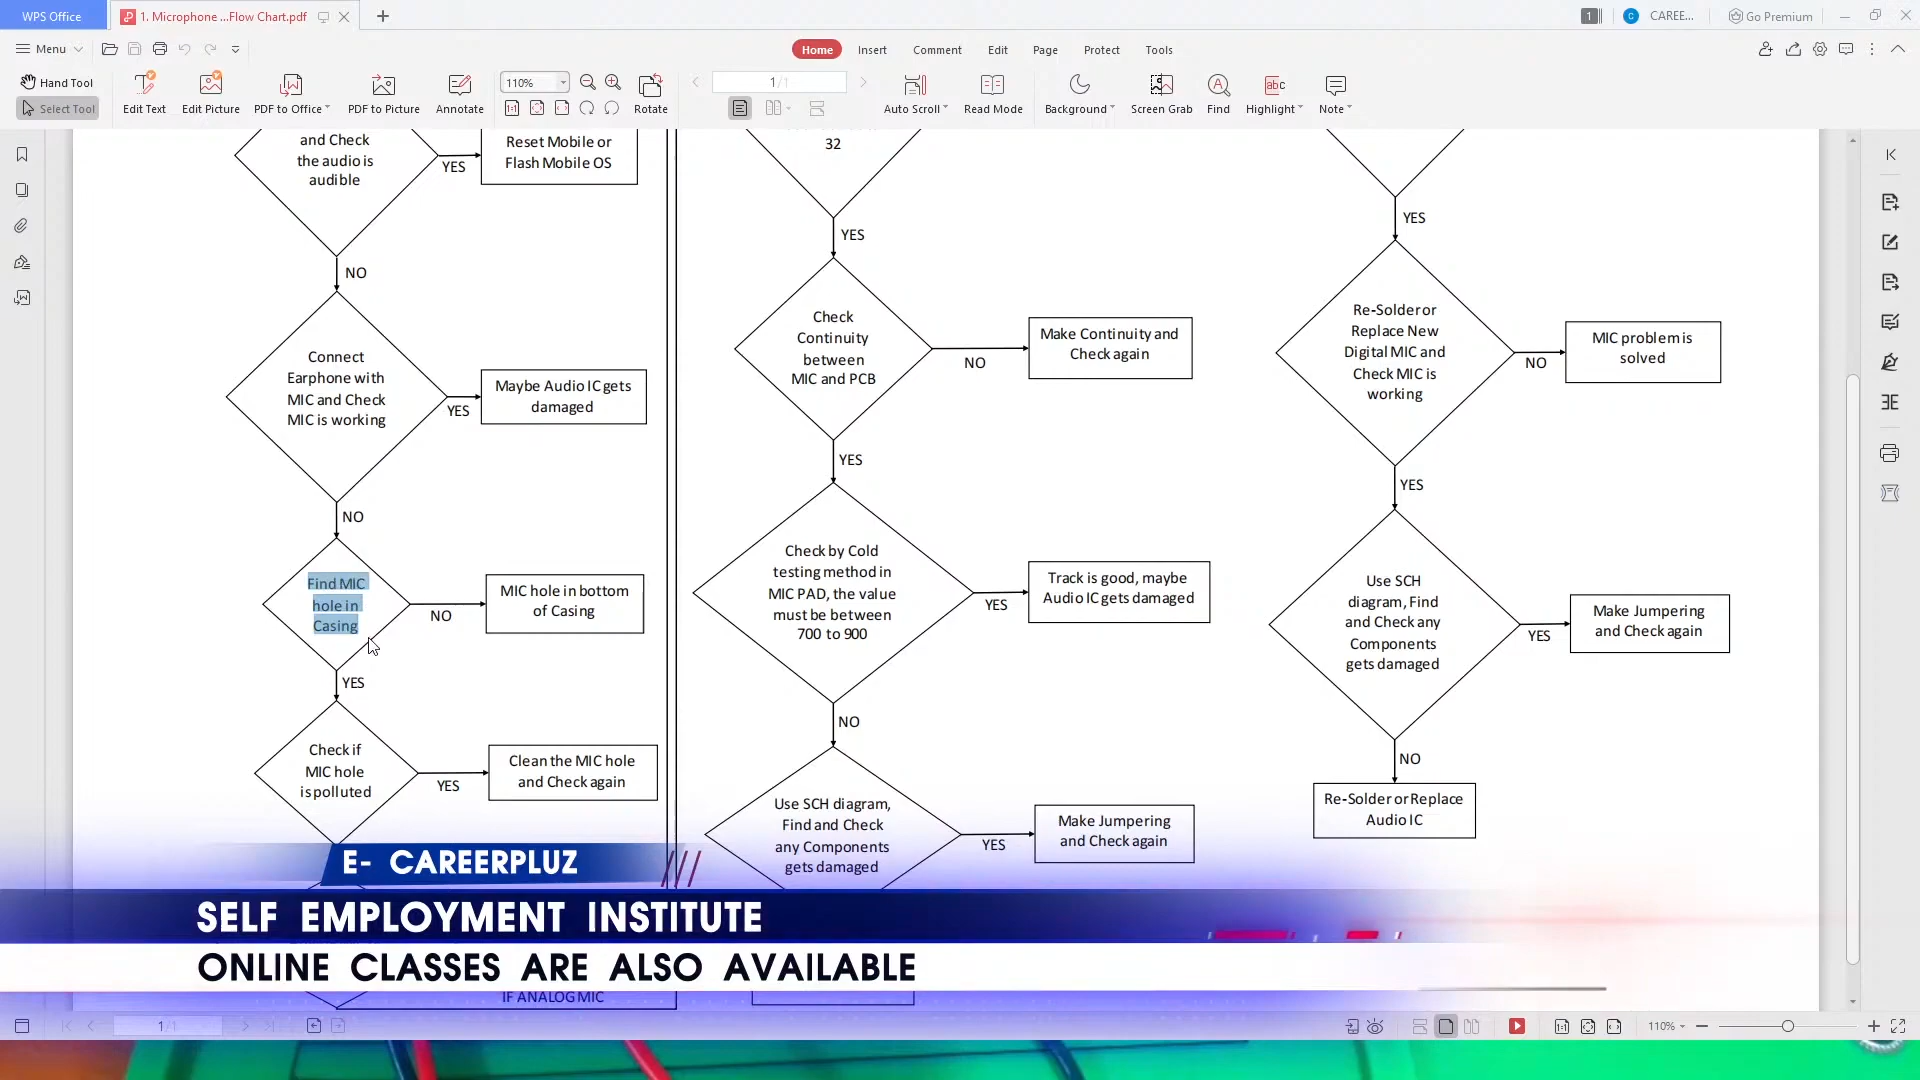 WPS Office
1. Microphone ...Flow Chart.pdf
1
C
CAREE...
Go Premium
Menu
Home
Insert
Comment
Edit
Page
Protect
Tools
Hand Tool
Select Tool
Edit Text
Edit Picture
PDF to Office
PDF to Picture
Annotate
110%
Rotate
1/1
Auto Scroll
Read Mode
Background
Screen Grab
Find
abc
Highlight
Note
and Check
the audio is
audible
YES
Reset Mobile or
Flash Mobile OS
NO
Connect
Earphone with
MIC and Check
MIC is working
YES
Maybe Audio IC gets
damaged
NO
Find MIC
hole in
Casing
NO
MIC hole in bottom
of Casing
YES
Check if
MIC hole
is polluted
YES
Clean the MIC hole
and Check again
IF ANALOG MIC
32
YES
Check
Continuity
between
MIC and PCB
NO
Make Continuity and
Check again
YES
Check by Cold
testing method in
MIC PAD, the value
must be between
700 to 900
YES
Track is good, maybe
Audio IC gets damaged
NO
Use SCH diagram,
Find and Check
any Components
gets damaged
YES
Make Jumpering
and Check again
YES
Re-Solder or
Replace New
Digital MIC and
Check MIC is
working
NO
MIC problem is
solved
YES
Use SCH
diagram, Find
and Check any
Components
gets damaged
YES
Make Jumpering
and Check again
NO
Re-Solder or Replace
Audio IC
E- CAREERPLUZ
SELF EMPLOYMENT INSTITUTE
ONLINE CLASSES ARE ALSO AVAILABLE
1/1
110%